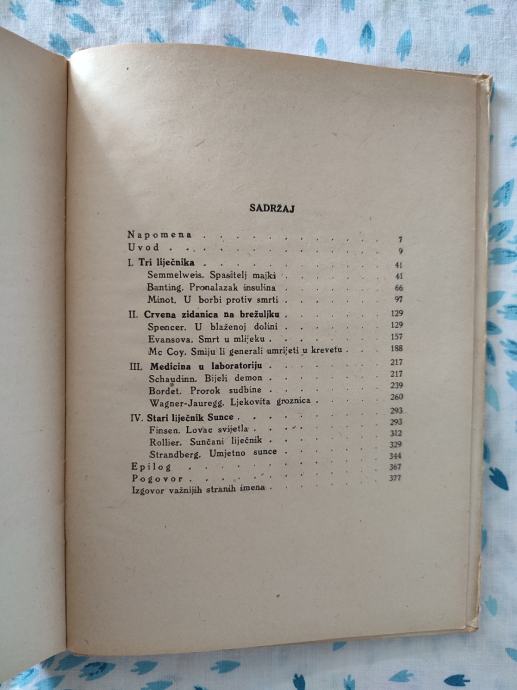 SADRŽAJ
Napomena . . . . . . . . . . 7
Uvod . . . . . . . . . . . 9
I. Tri liječnika . . . . . . . . . . 41
Semmelweis. Spasitelj majki . . . . . . 41
Banting. Pronalazak insulina . . . . . . 66
Minot. U borbi protiv smrti . . . . . . 97
II. Crvena zidanica na brežuljku . . . . . . 129
Spencer. U blaženoj dolini . . . . . . 129
Evansova. Smrt u mlijeku . . . . . . 157
Mc Coy. Smiju li generali umrijeti u krevetu . . . 188
III. Medicina u laboratoriju . . . . . . . 217
Schaudinn. Bijeli demon . . . . . . . 217
Bordet. Prorok sudbine . . . . . . . 239
Wagner-Jauregg. Ljekovita groznica . . . . . 260
IV. Stari liječnik Sunce . . . . . . . . 293
Finsen. Lovac svijetla . . . . . . . 293
Rollier. Sunčani liječnik . . . . . . . 312
Strandberg. Umjetno sunce . . . . . . 329
Epilog . . . . . . . . . . . 344
Pogovor . . . . . . . . . . 367
Izgovor važnijih stranih imena . . . . . . . 377